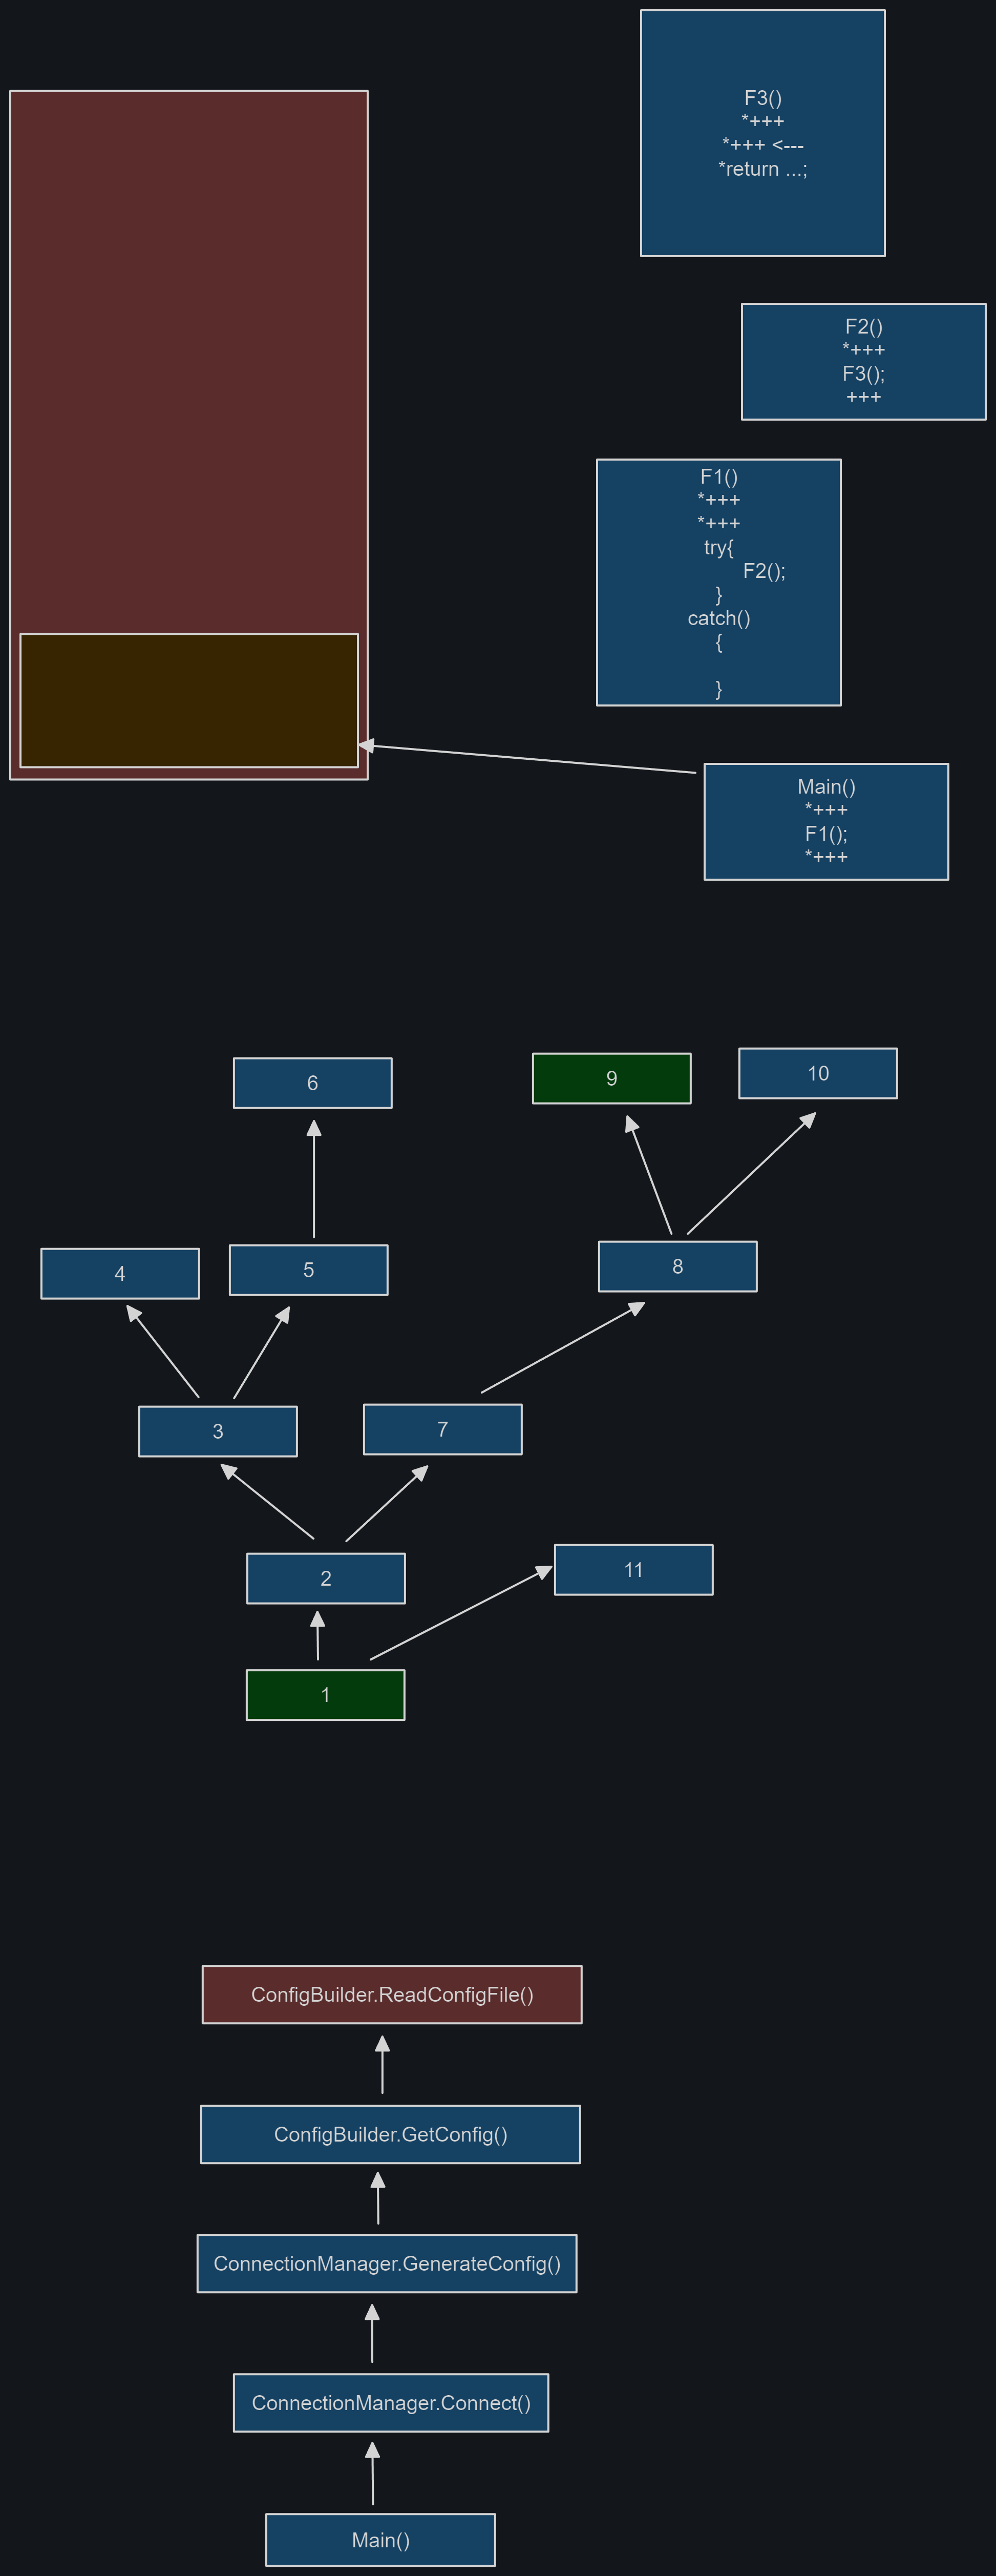 F3()
*+++
*+++ <---
*return ...;
F2()
*+++
F3();
+++
F1()
*+++
*+++
try{
F2();
}
catch()
{
}
Main()
*+++
F1();
*+++
6
9
10
4
5
8
3
7
2
11
1
ConfigBuilder.ReadConfigFile()
ConfigBuilder.GetConfig()
ConnectionManager.GenerateConfig()
ConnectionManager.Connect()
Main()